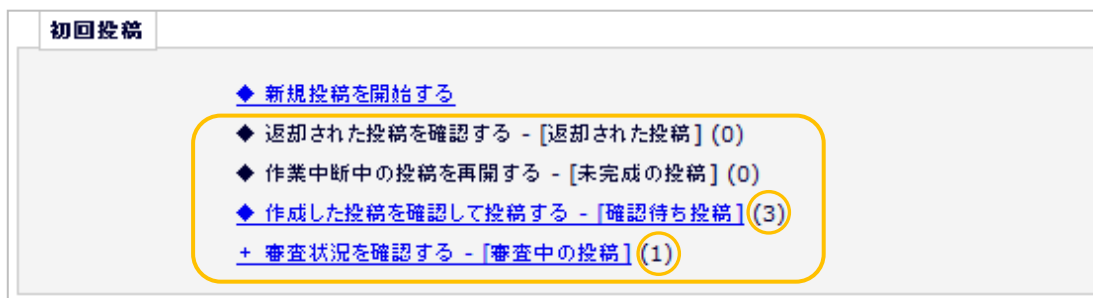 初回投稿
◆ 新規投稿を開始する
◆ 返却された投稿を確認する - [返却された投稿] (0)
◆ 作業中断中の投稿を再開する - [未完成の投稿] (0)
◆ 作成した投稿を確認して投稿する - [確認待ち投稿] (3)
+ 審査状況を確認する - [審査中の投稿] (1)